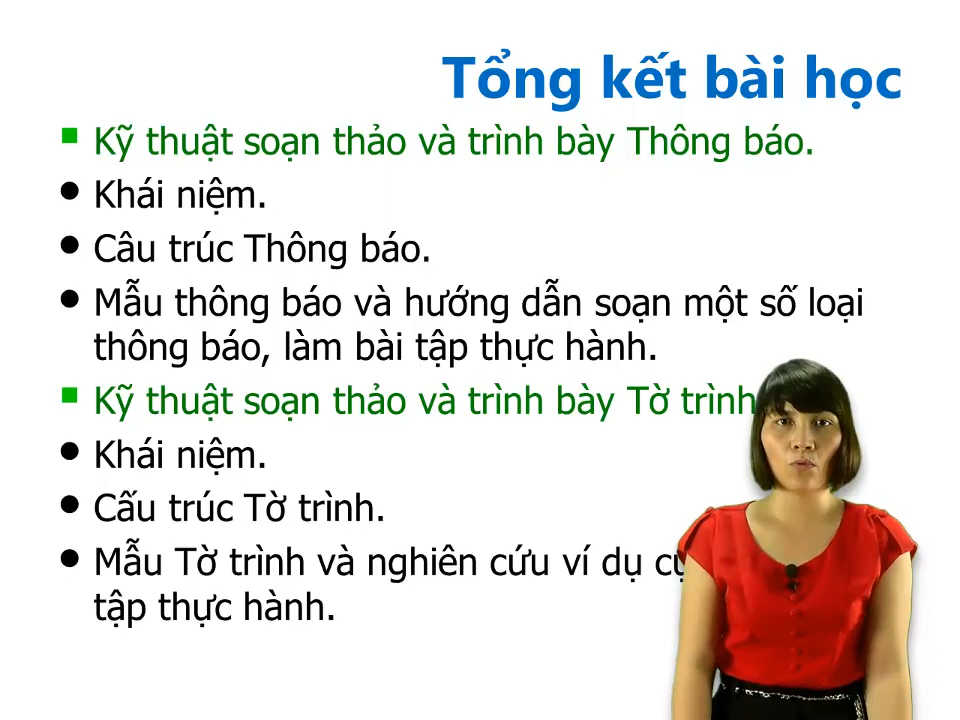 Tổng kết bài học
Kỹ thuật soạn thảo và trình bày Thông báo.
Khái niệm.
Câu trúc Thông báo.
Mẫu thông báo và hướng dẫn soạn một số loại
thông báo, làm bài tập thực hành.
Kỹ thuật soạn thảo và trình bày Tờ trình
Khái niệm.
Cấu trúc Tờ trình.
Mẫu Tờ trình và nghiên cứu ví dụ
tập thực hành.